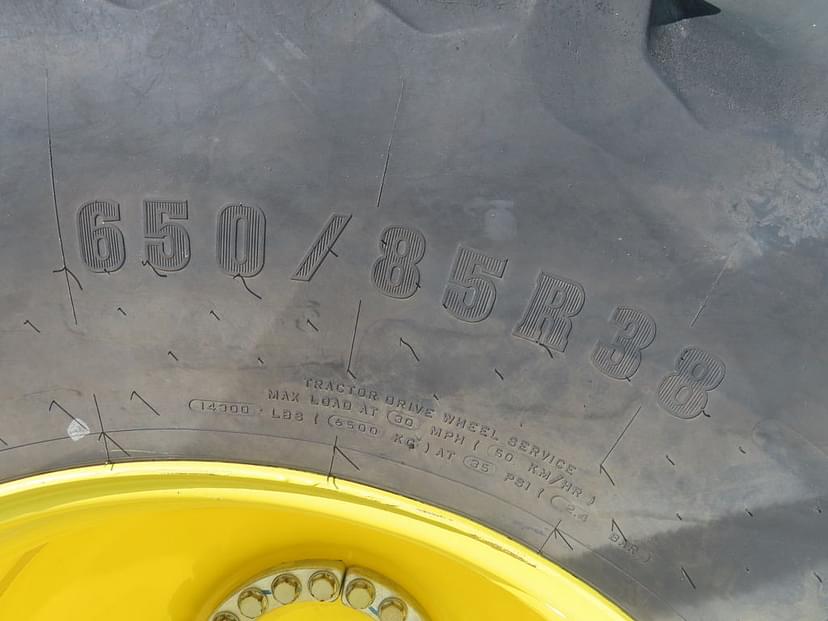 650/85R38
TRACTOR DRIVE WHEEL SERVICE
MAX LOAD AT 30 MPH ( 50 KM/HR )
14300 LBS ( 6500 KG ) AT 35 PSI ( 2.4 BAR )